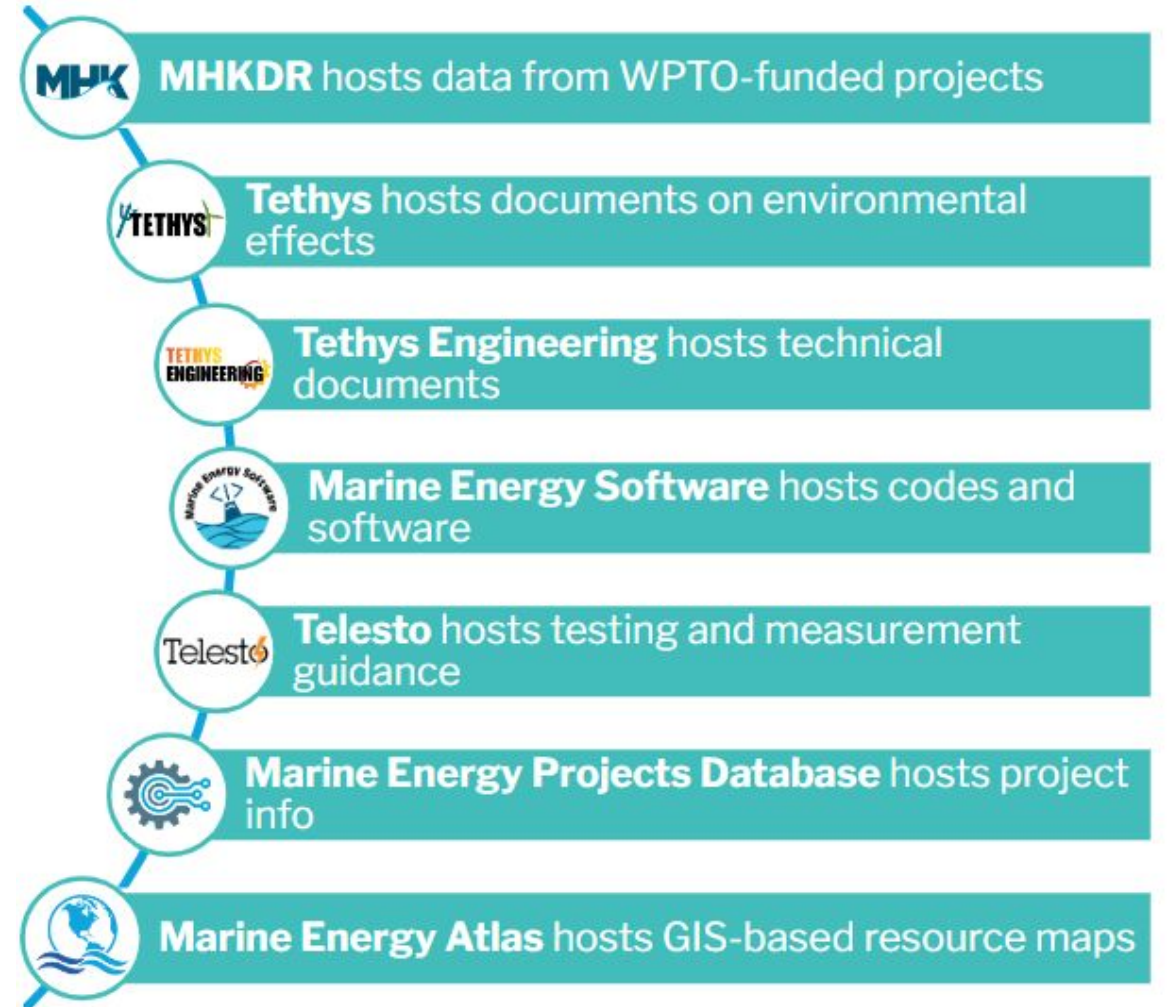 MHK
MHKDR hosts data from WPTO-funded projects
TETHYS
Tethys hosts documents on environmental
effects
TETHYS
ENGINEERING
Tethys Engineering hosts technical
documents
Marine Energy Software
</>
Marine Energy Software hosts codes and
software
Telesto
Telesto hosts testing and measurement
guidance
Marine Energy Projects Database hosts project
info
Marine Energy Atlas hosts GIS-based resource maps